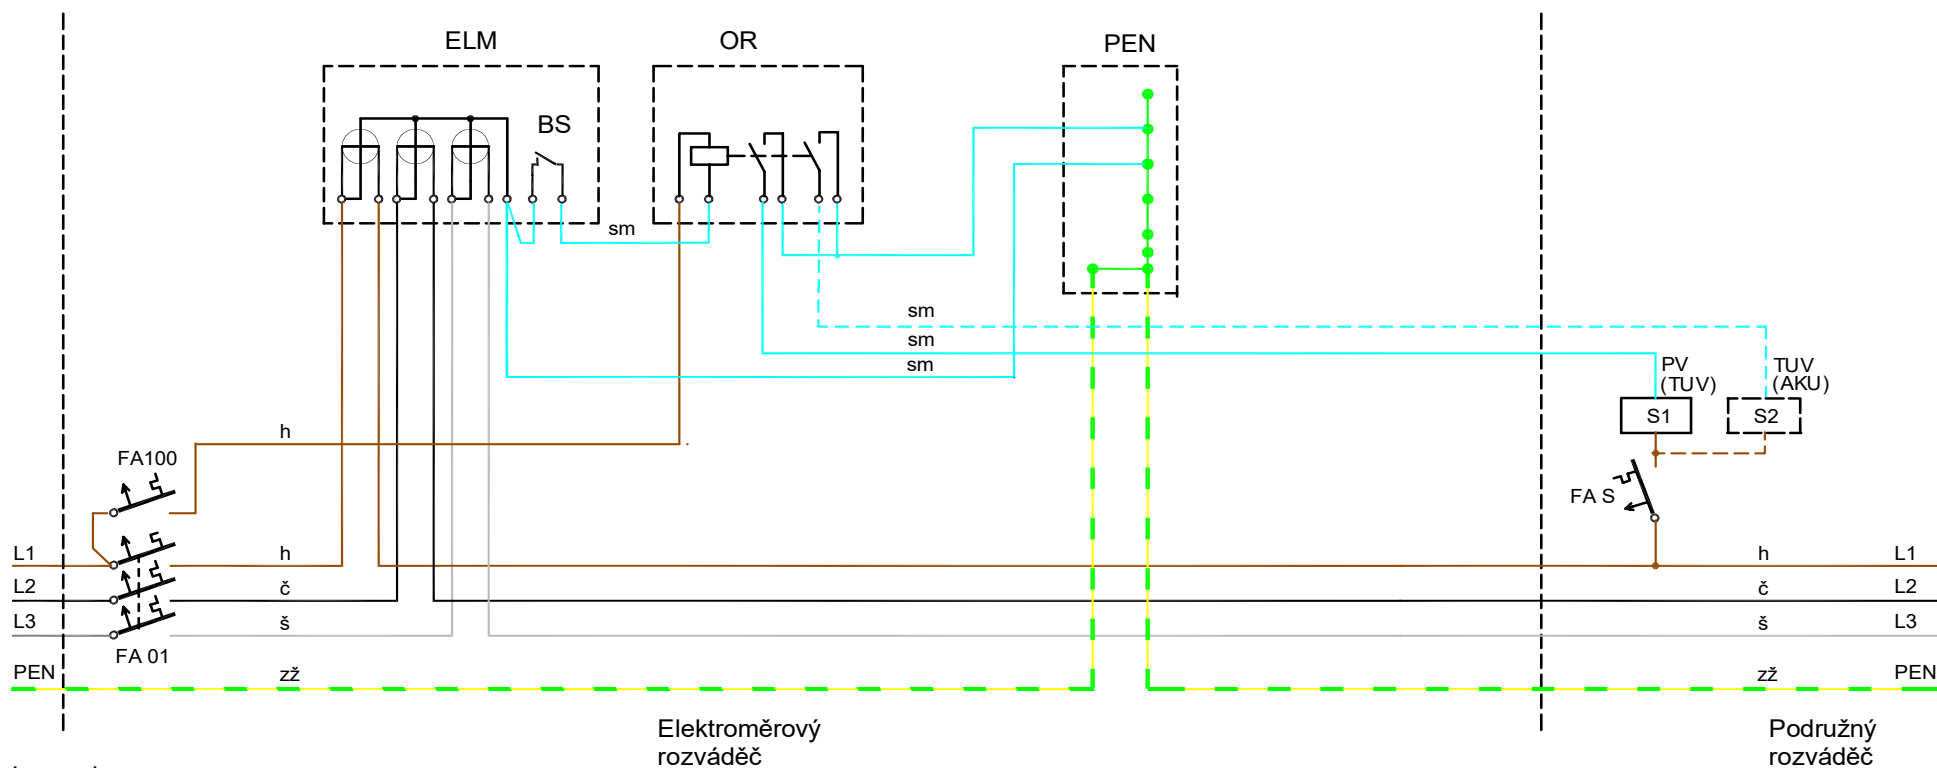 ELM
OR
PEN
BS
sm
sm
sm
sm
PV
(TUV)
TUV
(AKU)
S1
S2
h
FA100
FA S
L1
h
h
L1
L2
č
č
L2
L3
š
š
L3
FA 01
PEN
zž
zž
PEN
Elektroměrový
rozváděč
Podružný
rozváděč